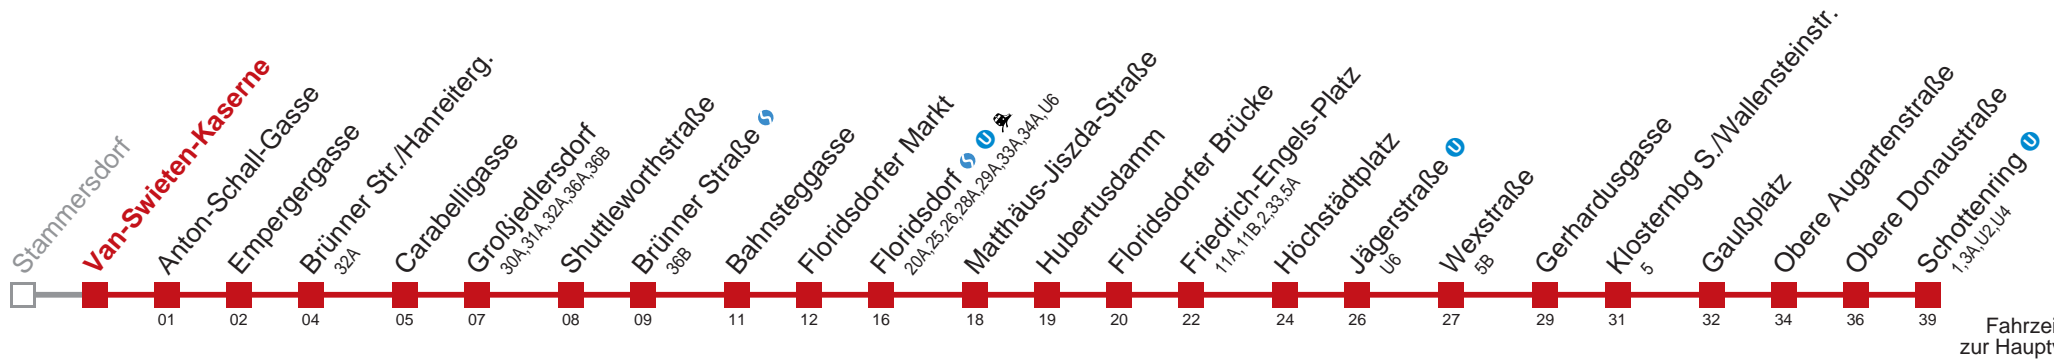 Stammersdorf
Van-Swieten-Kaserne
Anton-Schall-Gasse
Empergergasse
Brünner Str./Hanreiterg.
32A
Carabelligasse
Großjedlersdorf
30A,31A,32A,36A,36B
Shuttleworthstraße
Brünner Straße
36B
Bahnsteggasse
Floridsdorfer Markt
Floridsdorf U
20A,25,26,28A,29A,33A,34A,U6
Matthäus-Jiszda-Straße
Hubertusdamm
Floridsdorfer Brücke
Friedrich-Engels-Platz
11A,11B,2,33,5A
Höchstädtplatz
Jägerstraße U
U6
Wexstraße
5B
Gerhardusgasse
Klosternbg S./Wallensteinstr.
5
Gaußplatz
Obere Augartenstraße
Obere Donaustraße
Schottenring U
1,3A,U2,U4
01 02 04 05 07 08 09 11 12 16 18 19 20 22 24 26 27 29 31 32 34 36 39
Fahrzei
zur Hauptv